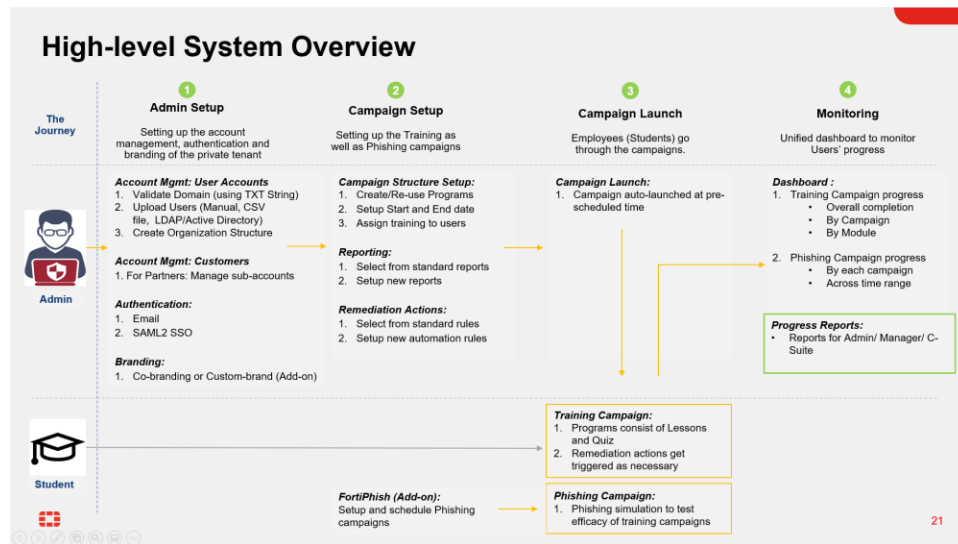 High-level System Overview
The
Journey
1
Admin Setup
Setting up the account
management, authentication and
branding of the private tenant
2
Campaign Setup
Setting up the Training as
well as Phishing campaigns
3
Campaign Launch
Employees (Students) go
through the campaigns.
4
Monitoring
Unified dashboard to monitor
Users' progress
Admin
Account Mgmt: User Accounts
1. Validate Domain (using TXT String)
2. Upload Users (Manual, CSV
file, LDAP/Active Directory)
3. Create Organization Structure
Account Mgmt: Customers
1. For Partners: Manage sub-accounts
Authentication:
1. Email
2. SAML2 SSO
Branding:
1. Co-branding or Custom-brand (Add-on)
Campaign Structure Setup:
1. Create/Re-use Programs
2. Setup Start and End date
3. Assign training to users
Reporting:
1. Select from standard reports
2. Setup new reports
Remediation Actions:
1. Select from standard rules
2. Setup new automation rules
Campaign Launch:
1. Campaign auto-launched at pre-
scheduled time
Dashboard :
1. Training Campaign progress
• Overall completion
• By Campaign
• By Module
2. Phishing Campaign progress
• By each campaign
• Across time range
Progress Reports:
• Reports for Admin/ Manager/ C-
Suite
Student
Training Campaign:
1. Programs consist of Lessons
and Quiz
2. Remediation actions get
triggered as necessary
FortiPhish (Add-on):
Setup and schedule Phishing
campaigns
Phishing Campaign:
1. Phishing simulation to test
efficacy of training campaigns
21